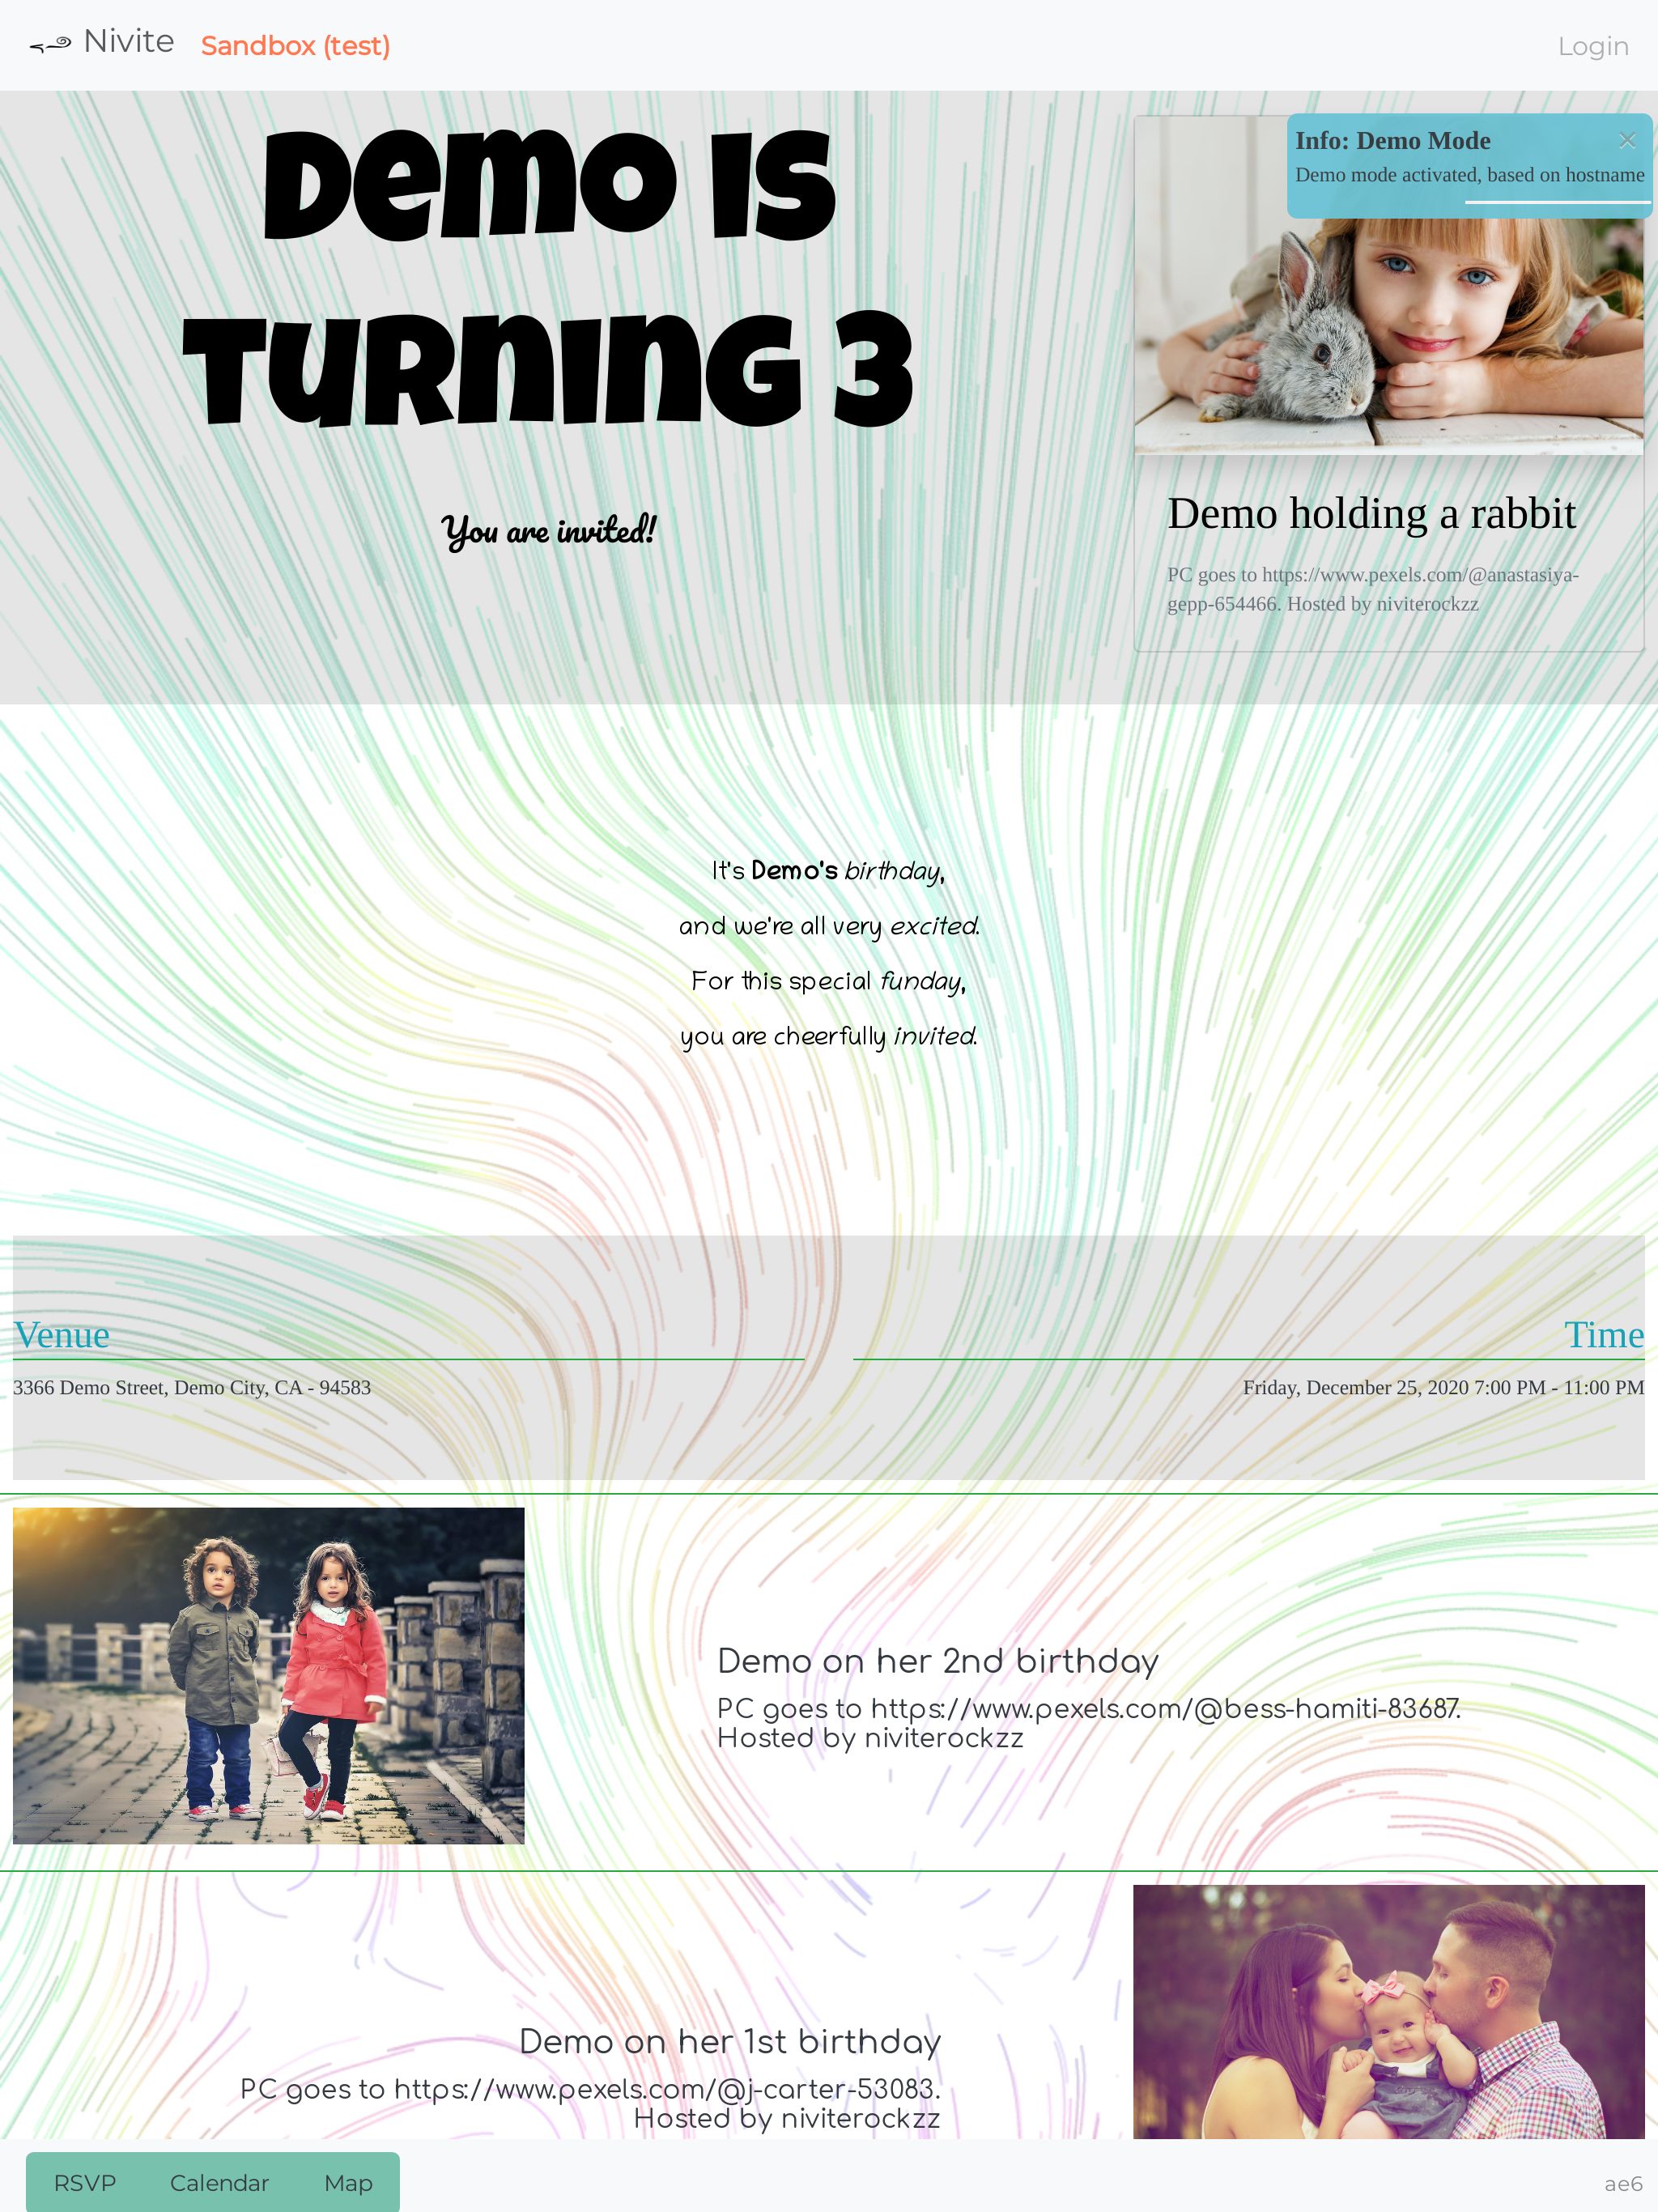 Nivite Sandbox (test) Login
Info: Demo Mode ×
Demo mode activated, based on hostname
Demo is
Turning 3
You are invited!
Demo holding a rabbit
PC goes to https://www.pexels.com/@anastasiya-
gepp-654466. Hosted by niviterockzz
It's Demo's birthday,
and we're all very excited.
For this special funday,
you are cheerfully invited.
Venue
3366 Demo Street, Demo City, CA - 94583
Time
Friday, December 25, 2020 7:00 PM - 11:00 PM
Demo on her 2nd birthday
PC goes to https://www.pexels.com/@bess-hamiti-83687.
Hosted by niviterockzz
Demo on her 1st birthday
PC goes to https://www.pexels.com/@j-carter-53083.
Hosted by niviterockzz
RSVP Calendar Map ae6